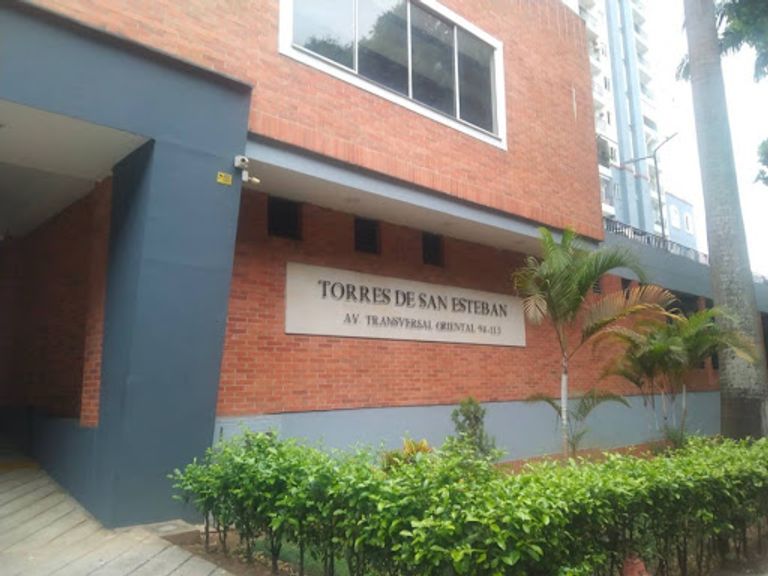 TORRES DE SAN ESTEBAN
AV. TRANSVERSAL ORIENTAL 94-113